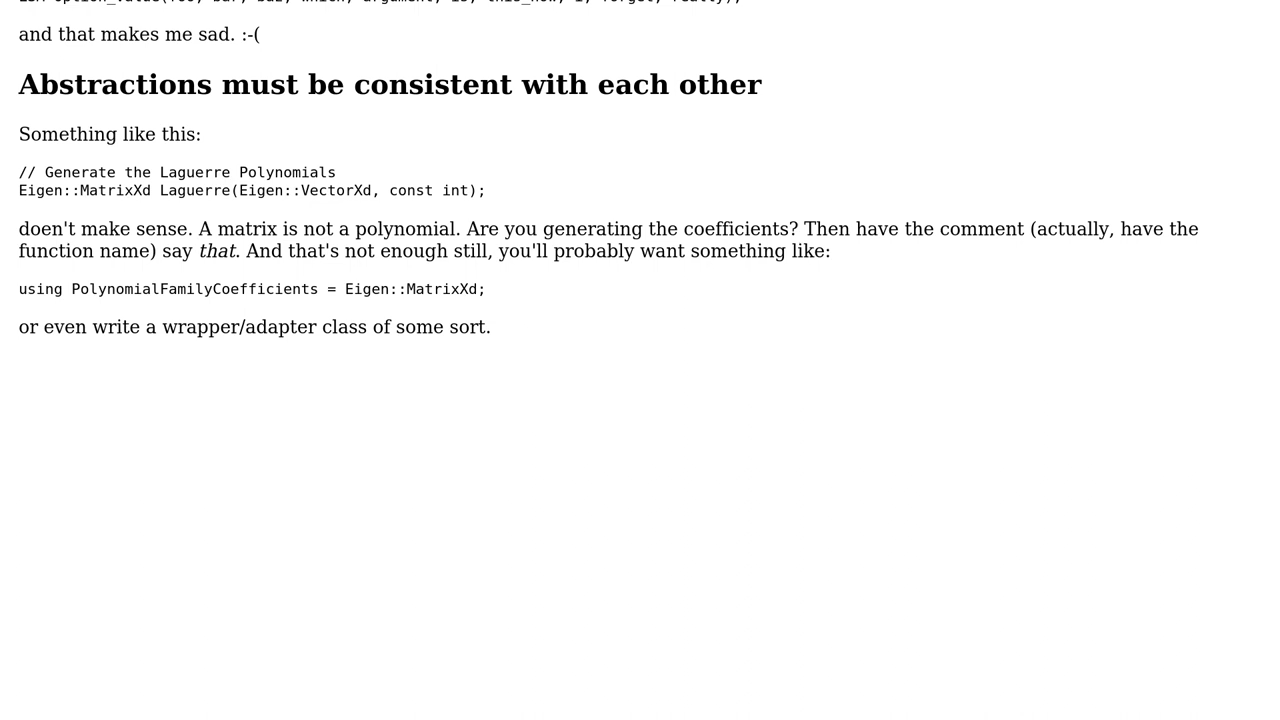 and that makes me sad. :-(
Abstractions must be consistent with each other
Something like this:
// Generate the Laguerre Polynomials
Eigen::MatrixXd Laguerre(Eigen::VectorXd, const int);
doen't make sense. A matrix is not a polynomial. Are you generating the coefficients? Then have the comment (actually, have the
function name) say that. And that's not enough still, you'll probably want something like:
using PolynomialFamilyCoefficients = Eigen::MatrixXd;
or even write a wrapper/adapter class of some sort.